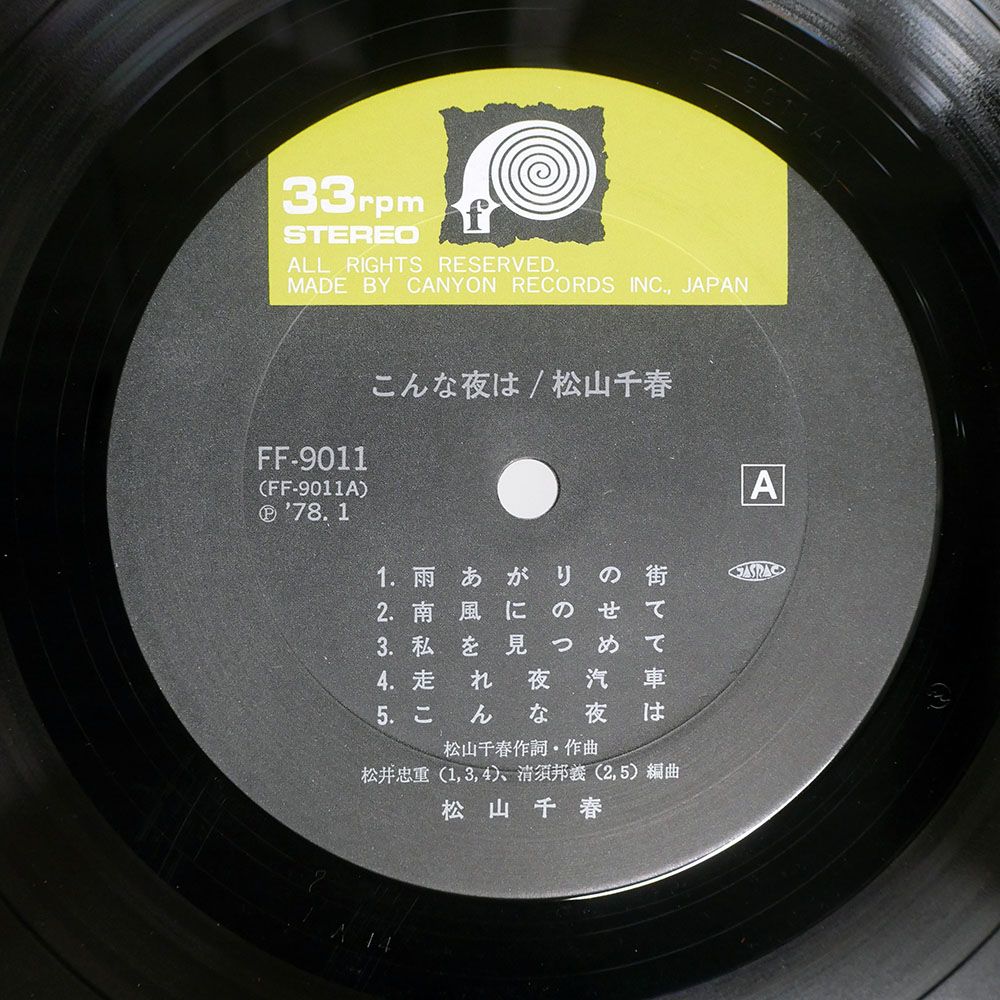 FF 9011A
f
33rpm
STEREO
ALL RIGHTS RESERVED.
MADE BY CANYON RECORDS INC., JAPAN
こんな夜は/松山千春
FF-9011
(FF-9011A)
Ⓟ '78. 1
A
JASRAC
1. 雨あがりの街
2. 南風にのせて
3. 私を見つめて
4. 走れ夜汽車
5. こんな夜は
松山千春作詞・作曲
松井忠重(1,3,4)、清須邦義(2,5)編曲
松山千春